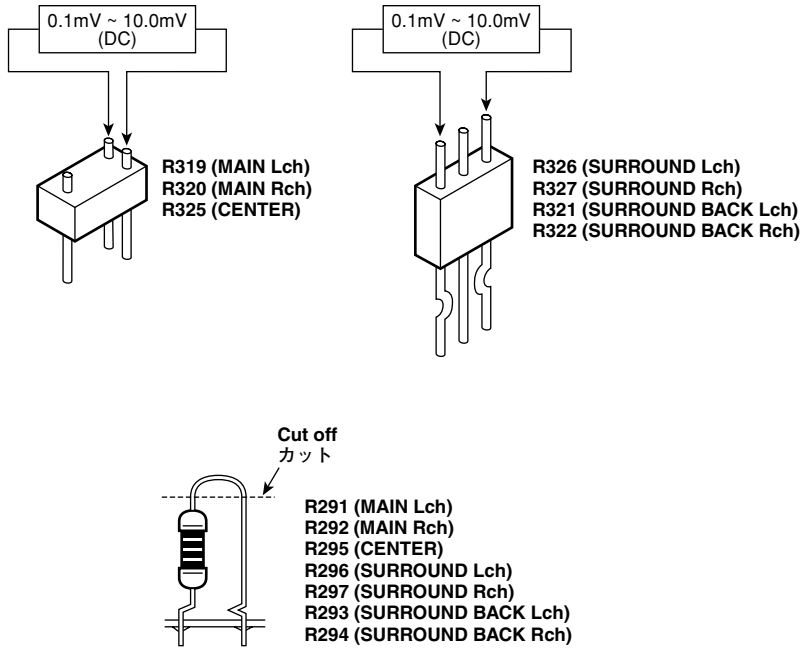 0.1mV ~ 10.0mV
(DC)
R319 (MAIN Lch)
R320 (MAIN Rch)
R325 (CENTER)
0.1mV ~ 10.0mV
(DC)
R326 (SURROUND Lch)
R327 (SURROUND Rch)
R321 (SURROUND BACK Lch)
R322 (SURROUND BACK Rch)
Cut off
カット
R291 (MAIN Lch)
R292 (MAIN Rch)
R295 (CENTER)
R296 (SURROUND Lch)
R297 (SURROUND Rch)
R293 (SURROUND BACK Lch)
R294 (SURROUND BACK Rch)